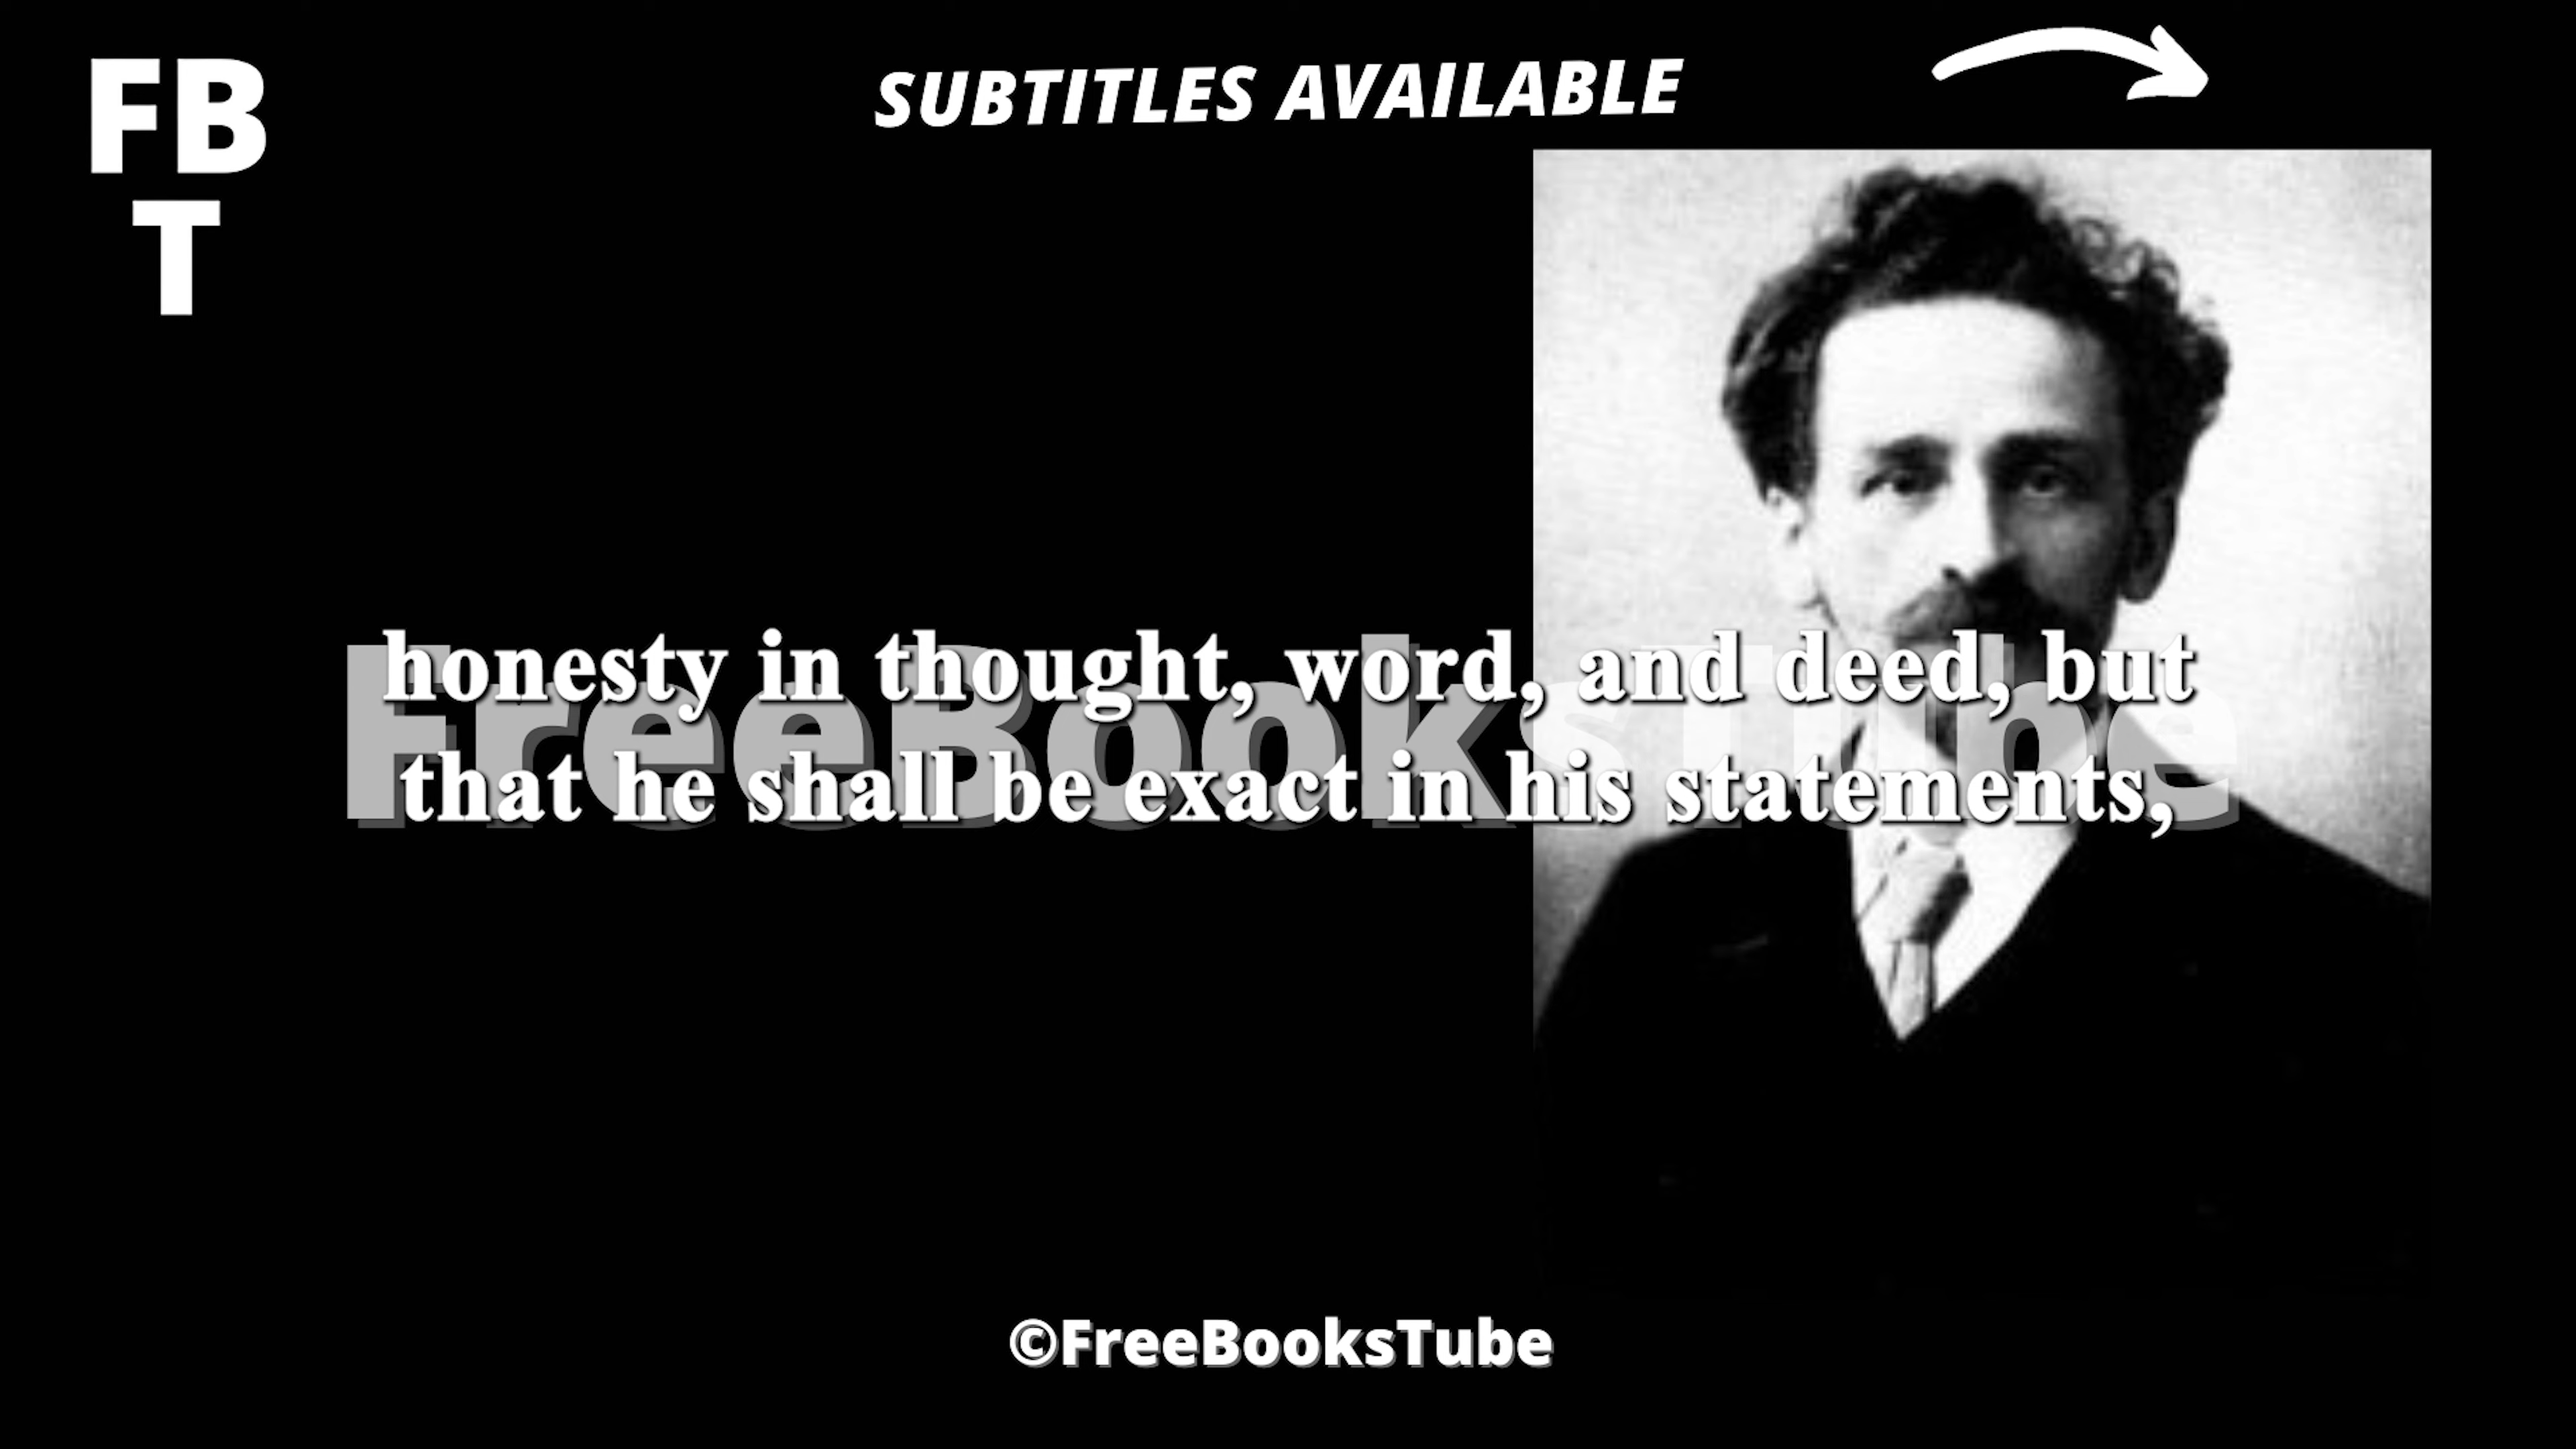 FB
T
SUBTITLES AVAILABLE
honesty in thought, word, and deed, but
that he shall be exact in his statements,
FreeBooksTube
©FreeBooksTube